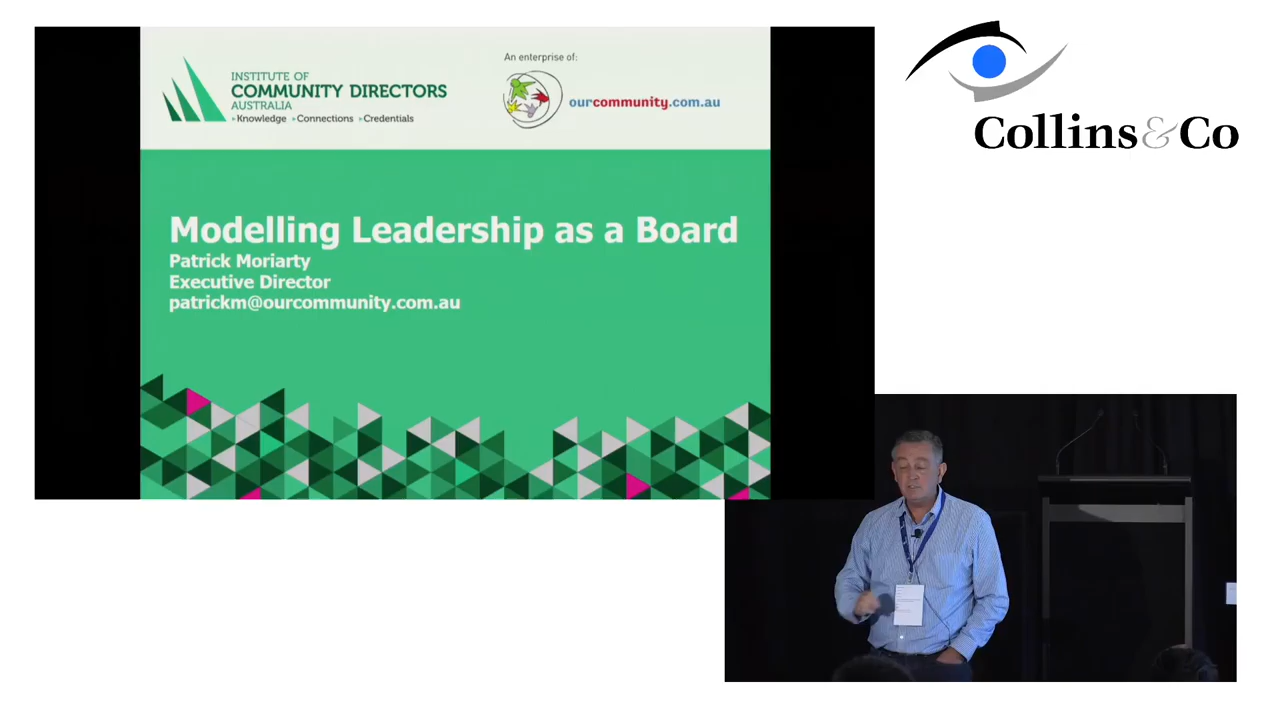 INSTITUTE OF
COMMUNITY DIRECTORS
AUSTRALIA
Knowledge Connections Credentials
An enterprise of:
ourcommunity.com.au
Collins&Co
Modelling Leadership as a Board
Patrick Moriarty
Executive Director
patrickm@ourcommunity.com.au